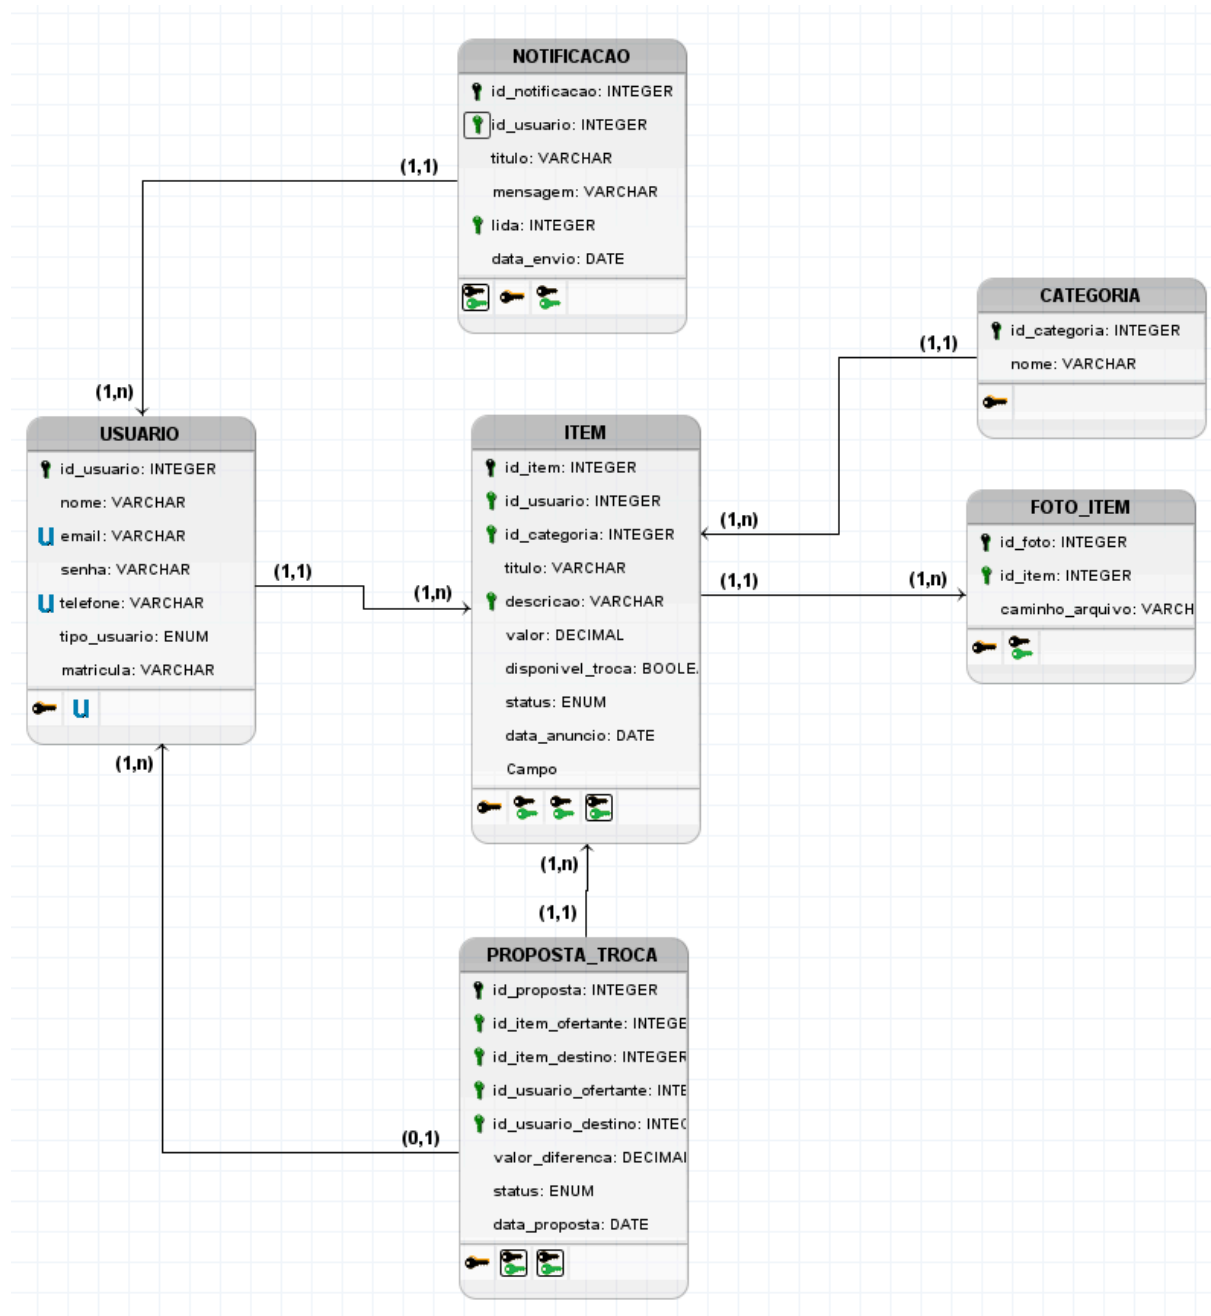 NOTIFICACAO
id_notificacao: INTEGER
id_usuario: INTEGER
titulo: VARCHAR
mensagem: VARCHAR
lida: INTEGER
data_envio: DATE
(1,1)
(1,n)
CATEGORIA
id_categoria: INTEGER
nome: VARCHAR
(1,1)
(1,n)
USUARIO
id_usuario: INTEGER
nome: VARCHAR
U email: VARCHAR
senha: VARCHAR
U telefone: VARCHAR
tipo_usuario: ENUM
matricula: VARCHAR
U
(1,1)
(1,n)
ITEM
id_item: INTEGER
id_usuario: INTEGER
id_categoria: INTEGER
titulo: VARCHAR
descricao: VARCHAR
valor: DECIMAL
disponivel_troca: BOOLE
status: ENUM
data_anuncio: DATE
Campo
(1,1)
(1,n)
FOTO_ITEM
id_foto: INTEGER
id_item: INTEGER
caminho_arquivo: VARCH
(1,n)
(1,n)
(1,1)
PROPOSTA_TROCA
id_proposta: INTEGER
id_item_ofertante: INTEGE
id_item_destino: INTEGER
id_usuario_ofertante: INTE
id_usuario_destino: INTEG
valor_diferenca: DECIMAL
status: ENUM
data_proposta: DATE
(0,1)